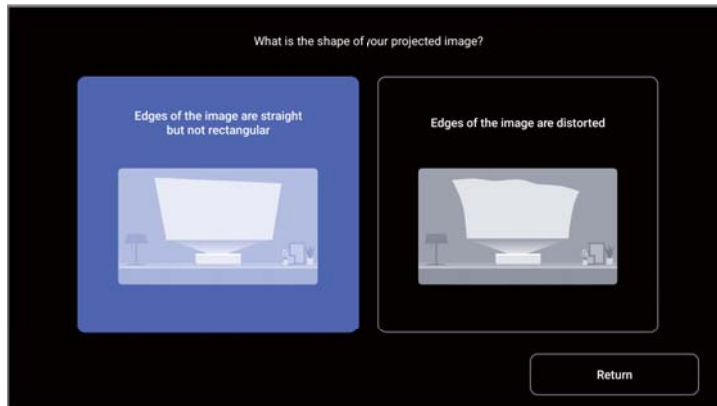 What is the shape of your projected image?
Edges of the image are straight
but not rectangular
Edges of the image are distorted
Return